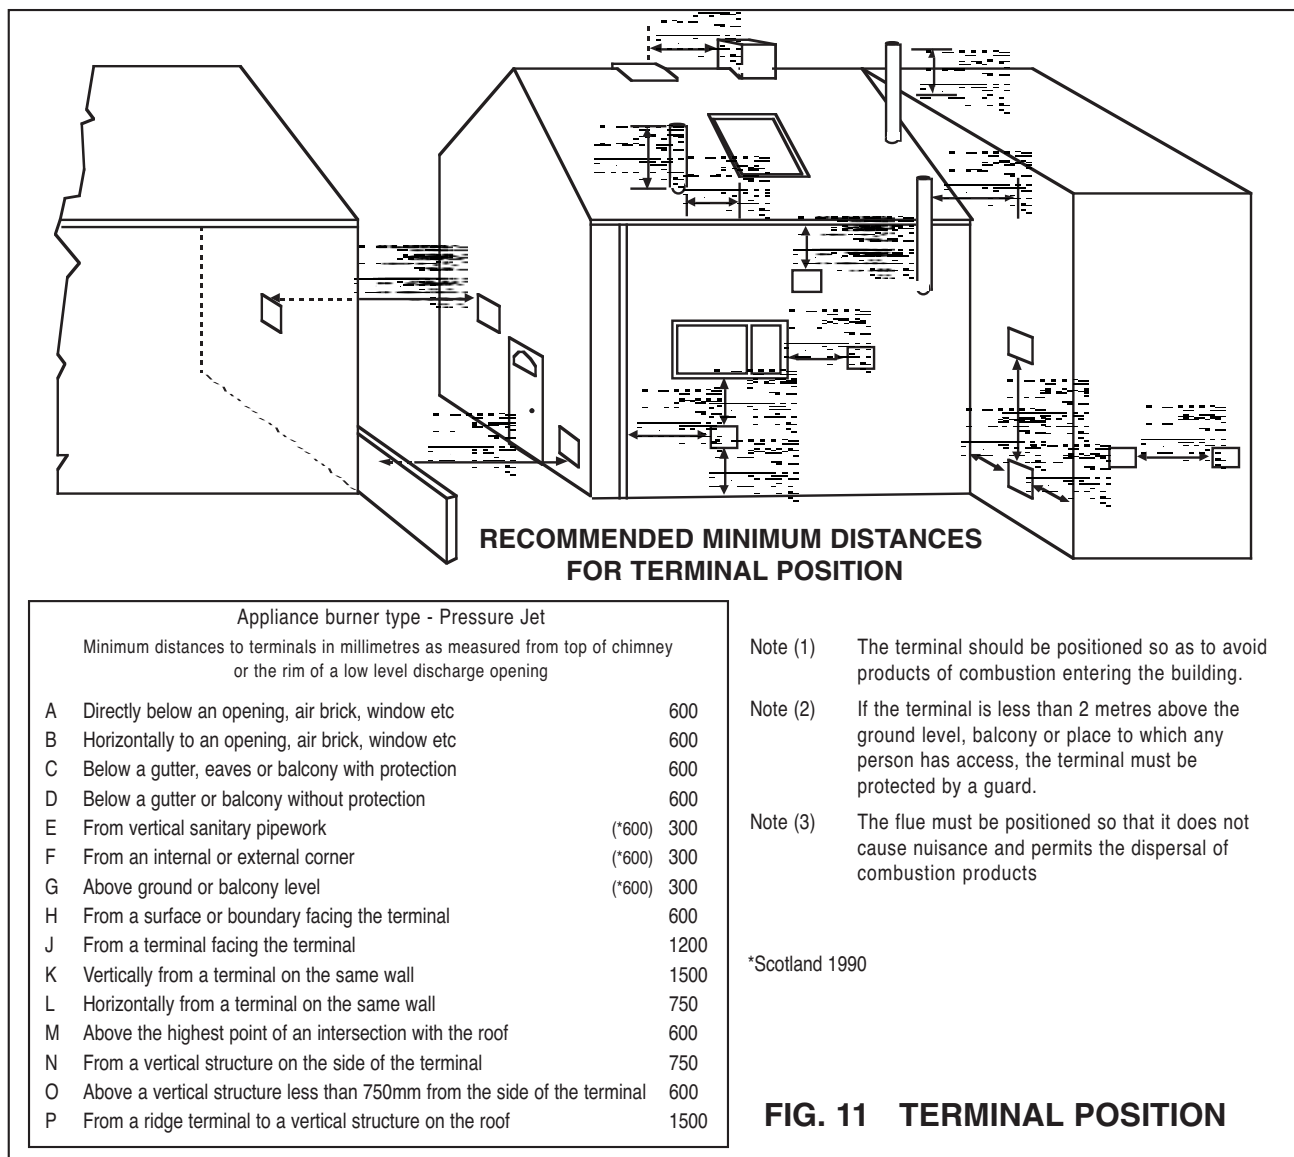 RECOMMENDED MINIMUM DISTANCES
FOR TERMINAL POSITION
Appliance burner type - Pressure Jet
Minimum distances to terminals in millimetres as measured from top of chimney
or the rim of a low level discharge opening
A Directly below an opening, air brick, window etc 600
B Horizontally to an opening, air brick, window etc 600
C Below a gutter, eaves or balcony with protection 600
D Below a gutter or balcony without protection 600
E From vertical sanitary pipework (*600) 300
F From an internal or external corner (*600) 300
G Above ground or balcony level (*600) 300
H From a surface or boundary facing the terminal 600
J From a terminal facing the terminal 1200
K Vertically from a terminal on the same wall 1500
L Horizontally from a terminal on the same wall 750
M Above the highest point of an intersection with the roof 600
N From a vertical structure on the side of the terminal 750
O Above a vertical structure less than 750mm from the side of the terminal 600
P From a ridge terminal to a vertical structure on the roof 1500
Note (1) The terminal should be positioned so as to avoid
products of combustion entering the building.
Note (2) If the terminal is less than 2 metres above the
ground level, balcony or place to which any
person has access, the terminal must be
protected by a guard.
Note (3) The flue must be positioned so that it does not
cause nuisance and permits the dispersal of
combustion products
*Scotland 1990
FIG. 11 TERMINAL POSITION